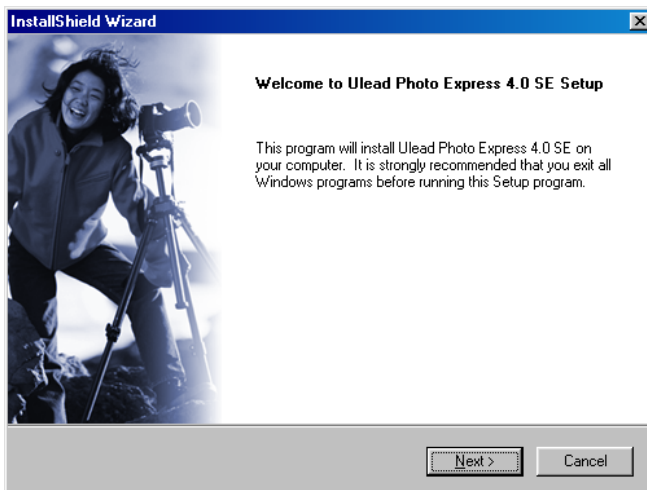 InstallShield Wizard
Welcome to Ulead Photo Express 4.0 SE Setup
This program will install Ulead Photo Express 4.0 SE on
your computer. It is strongly recommended that you exit all
Windows programs before running this Setup program.
Next >
Cancel